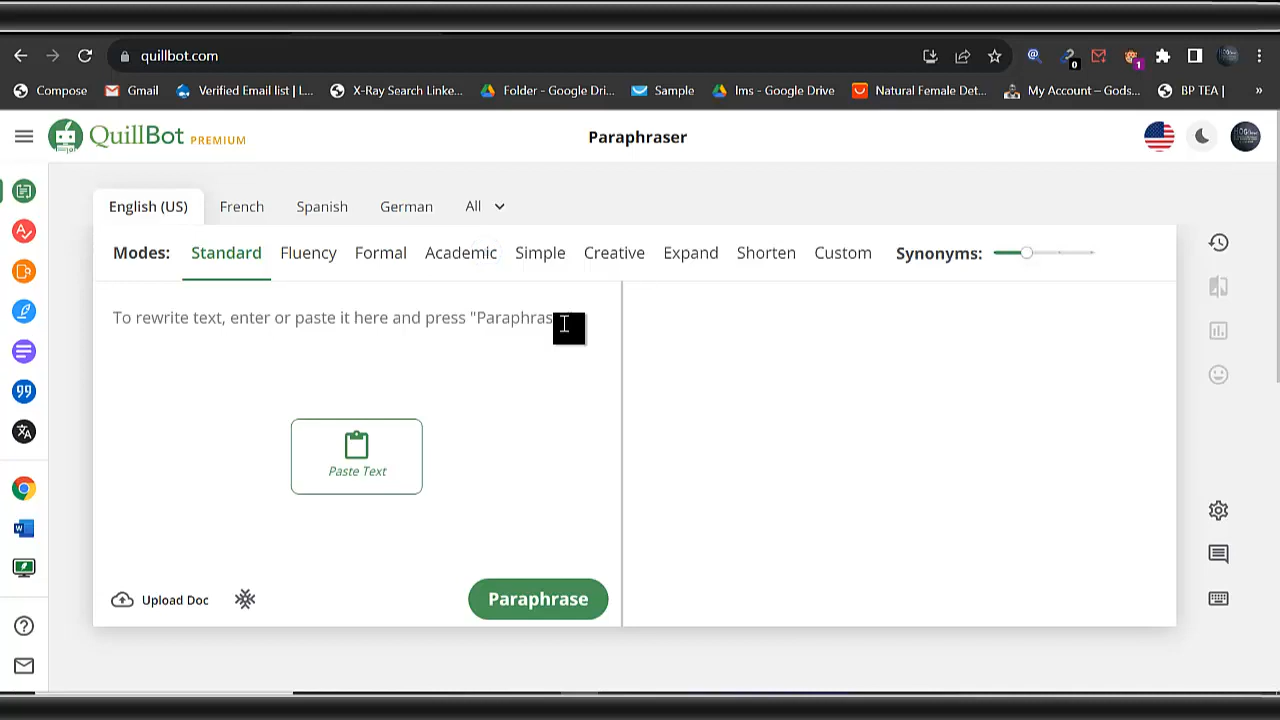 quillbot.com
0
1
Compose
Gmail
Verified Email list | L...
X-Ray Search Linke...
Folder - Google Dri...
Sample
Ims - Google Drive
Natural Female Det...
My Account – Gods...
BP TEA |
»
QuillBot PREMIUM
Paraphraser
English (US) French Spanish German All
Modes: Standard Fluency Formal Academic Simple Creative Expand Shorten Custom Synonyms:
To rewrite text, enter or paste it here and press "Paraphras
Paste Text
Upload Doc
Paraphrase